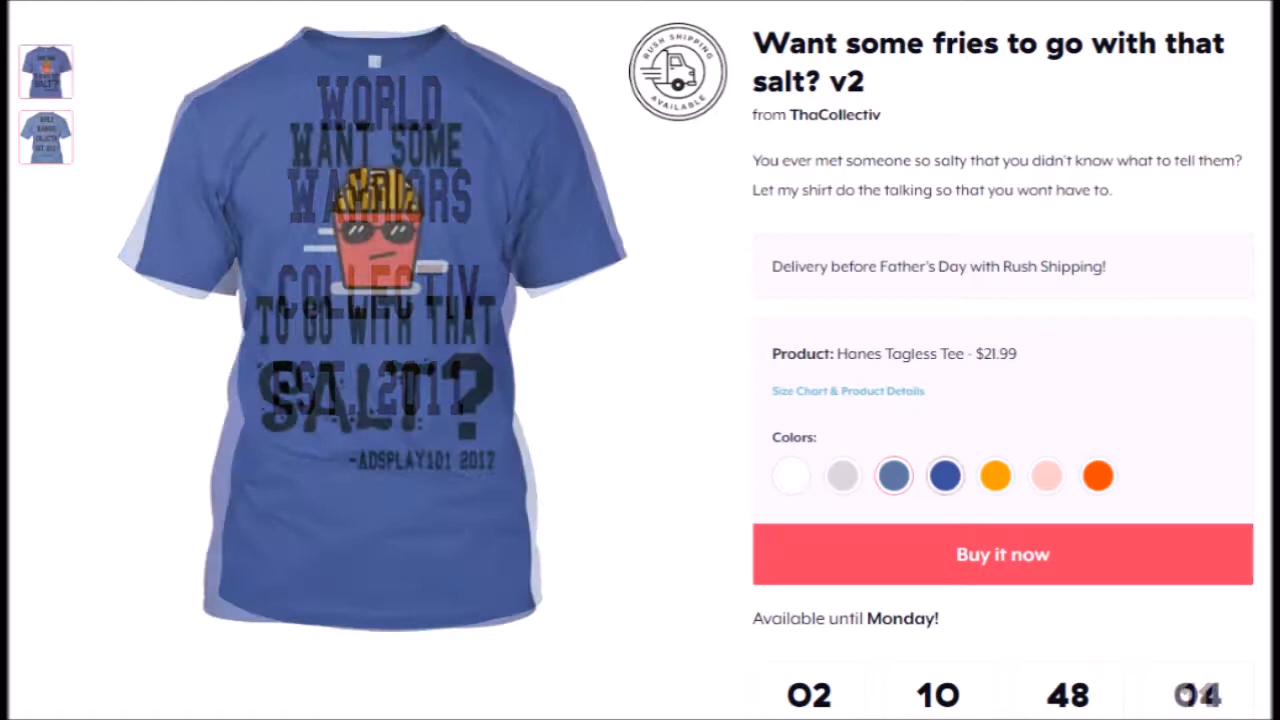 WORLD
WANT SOME
WARRIORS
COLLECTIV
TO GO WITH THAT
SALT?
EST. 2017
-ADSPLAY101 2017
RUSH SHIPPING
AVAILABLE
Want some fries to go with that
salt? v2
from ThaCollectiv
You ever met someone so salty that you didn't know what to tell them?
Let my shirt do the talking so that you wont have to.
Delivery before Father's Day with Rush Shipping!
Product: Hanes Tagless Tee - $21.99
Size Chart & Product Details
Colors:
Buy it now
Available until Monday!
02 10 48